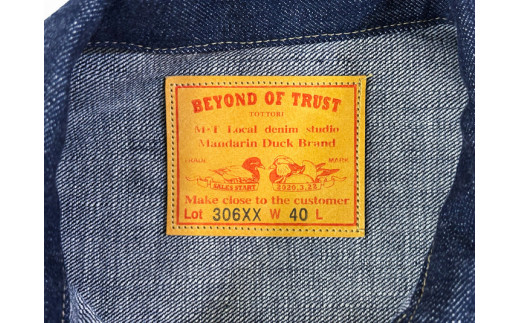 BEYOND OF TRUST
TOTTORI
M+T Local denim studio
Mandarin Duck Brand
TRADE MARK
SALES START 2020.3.28
Make close to the customer
Lot 306XX W 40 L